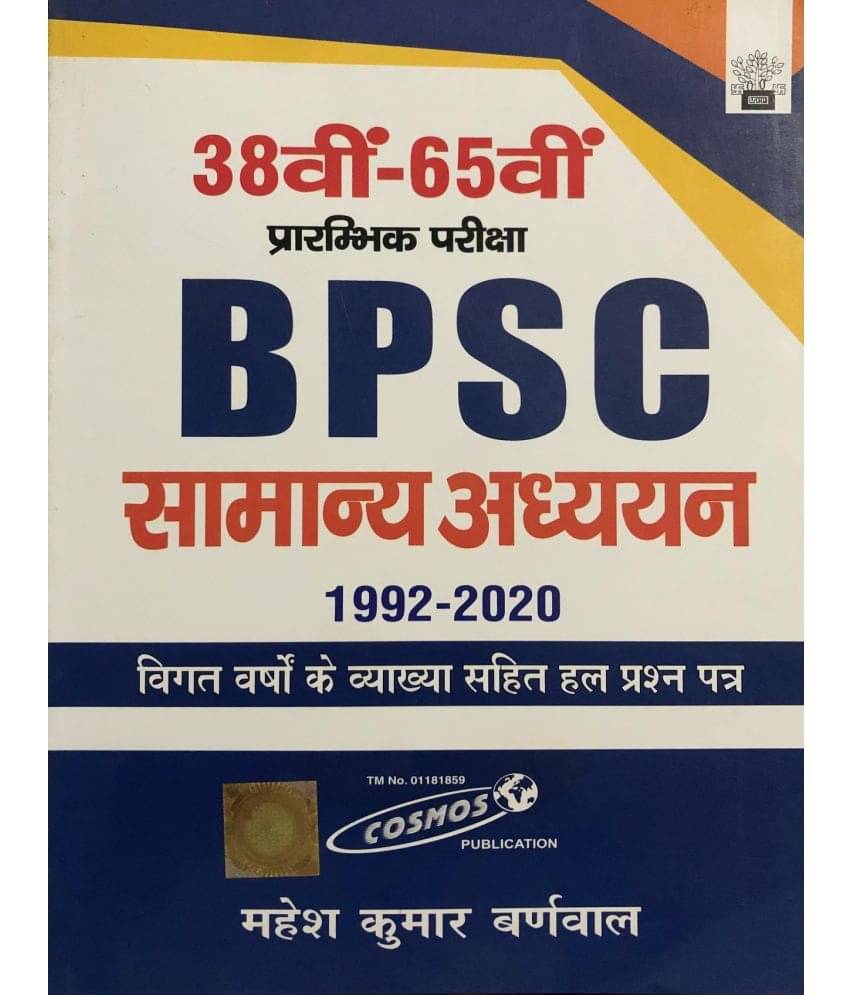 38वीं-65वीं
प्रारम्भिक परीक्षा
BPSC
सामान्य अध्ययन
1992-2020
विगत वर्षों के व्याख्या सहित हल प्रश्न पत्र
TM No. 01181859
COSMOS
PUBLICATION
महेश कुमार बर्णवाल